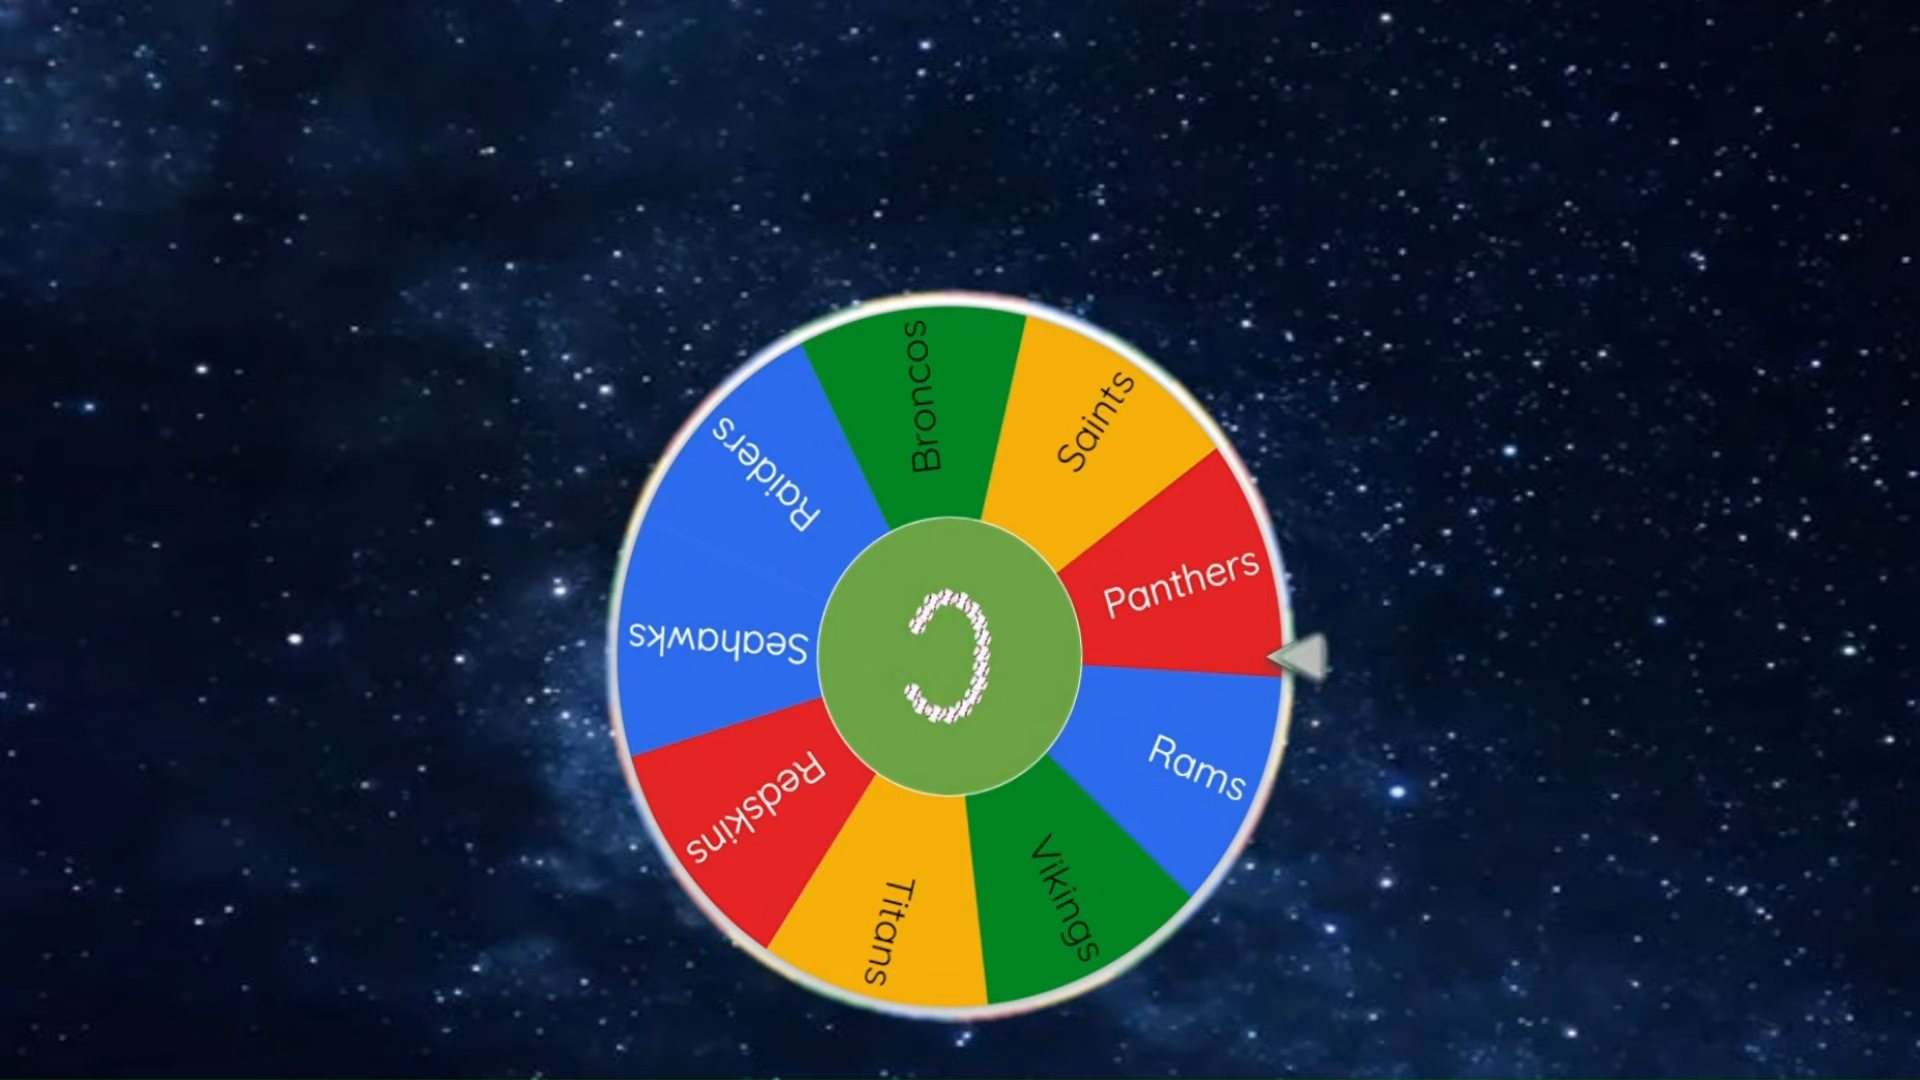 Broncos
Saints
Panthers
Rams
Vikings
Titans
Redskins
Seahawks
Raiders
C